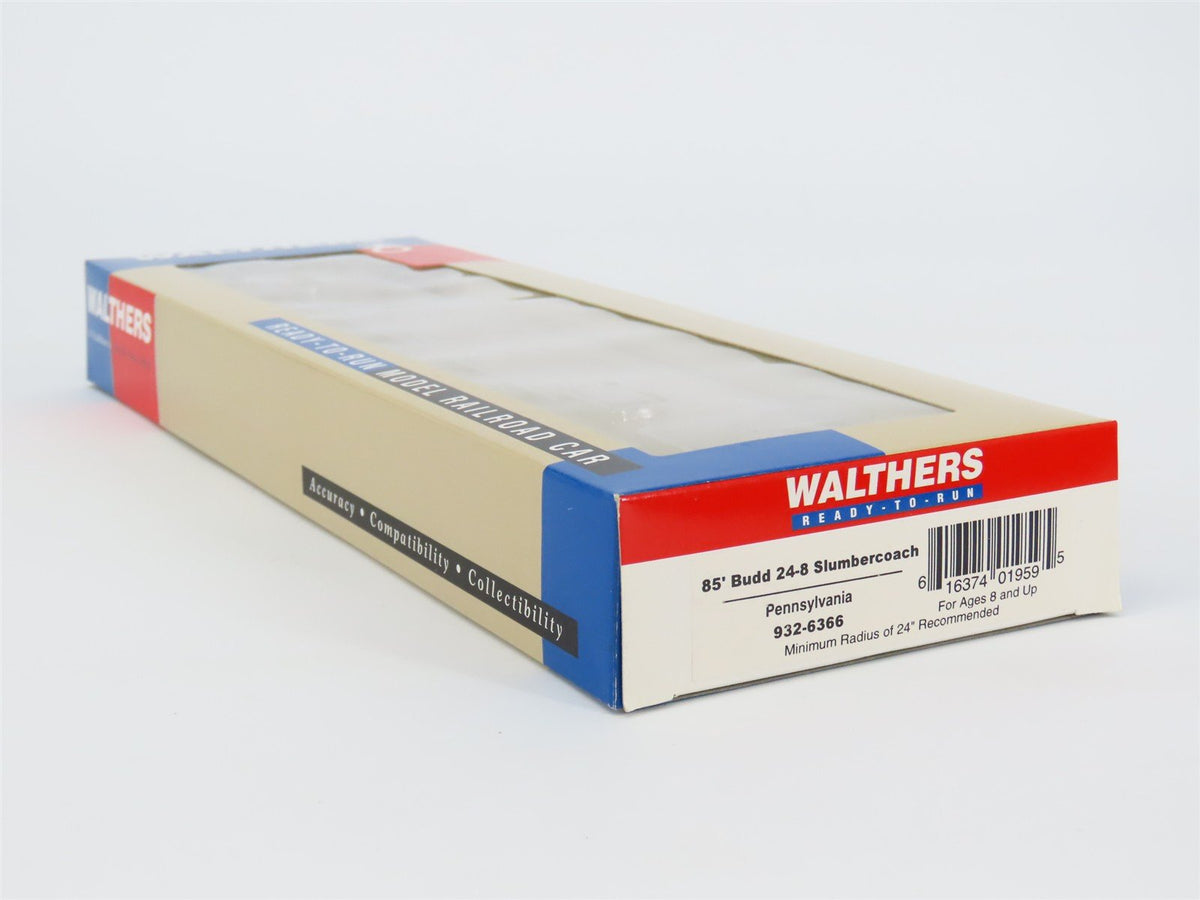 WALTHERS
READY-TO-RUN MODEL RAILROAD CAR
Accuracy • Compatibility • Collectibility
WALTHERS
READY-TO-RUN
85' Budd 24-8 Slumbercoach
Pennsylvania
932-6366
6 16374 01959 5
For Ages 8 and Up
Minimum Radius of 24" Recommended